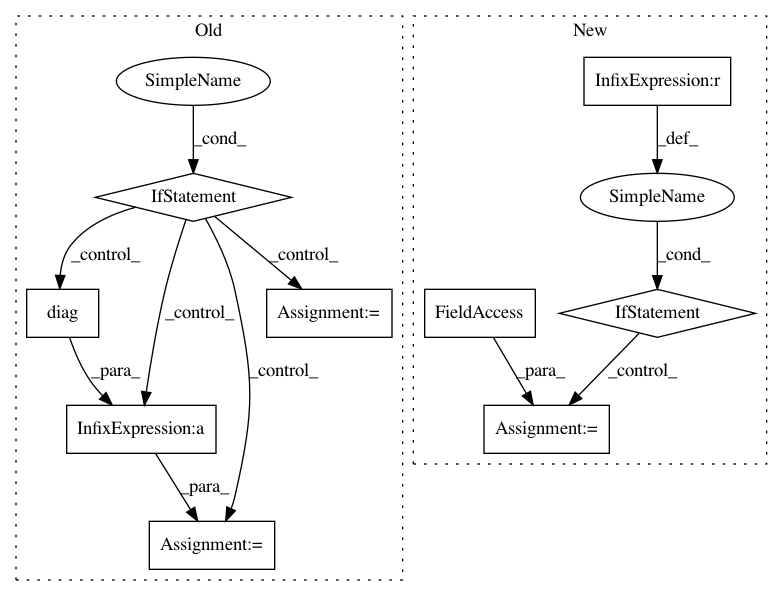 Old
New
SimpleName
InfixExpression:r
_cond_
_def_
IfStatement
SimpleName
_control_
_control_
_control_
_control_
_cond_
diag
Assignment:=
FieldAccess
IfStatement
_para_
_para_
_control_
InfixExpression:a
Assignment:=
_para_
Assignment:=